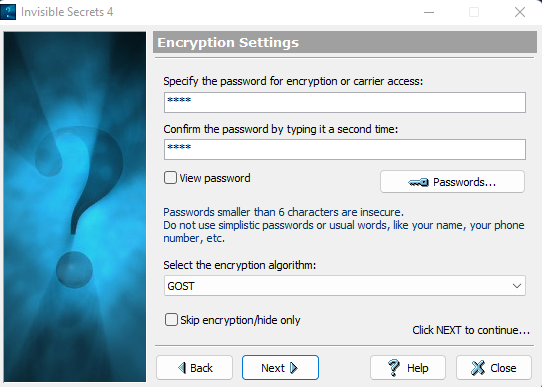 Invisible Secrets 4
Encryption Settings
Specify the password for encryption or carrier access:
****
Confirm the password by typing it a second time:
****
View password
Passwords...
Passwords smaller than 6 characters are insecure.
Do not use simplistic passwords or usual words, like your name, your phone
number, etc.
Select the encryption algorithm:
GOST
Skip encryption/hide only
Click NEXT to continue...
Back
Next
Help
Close